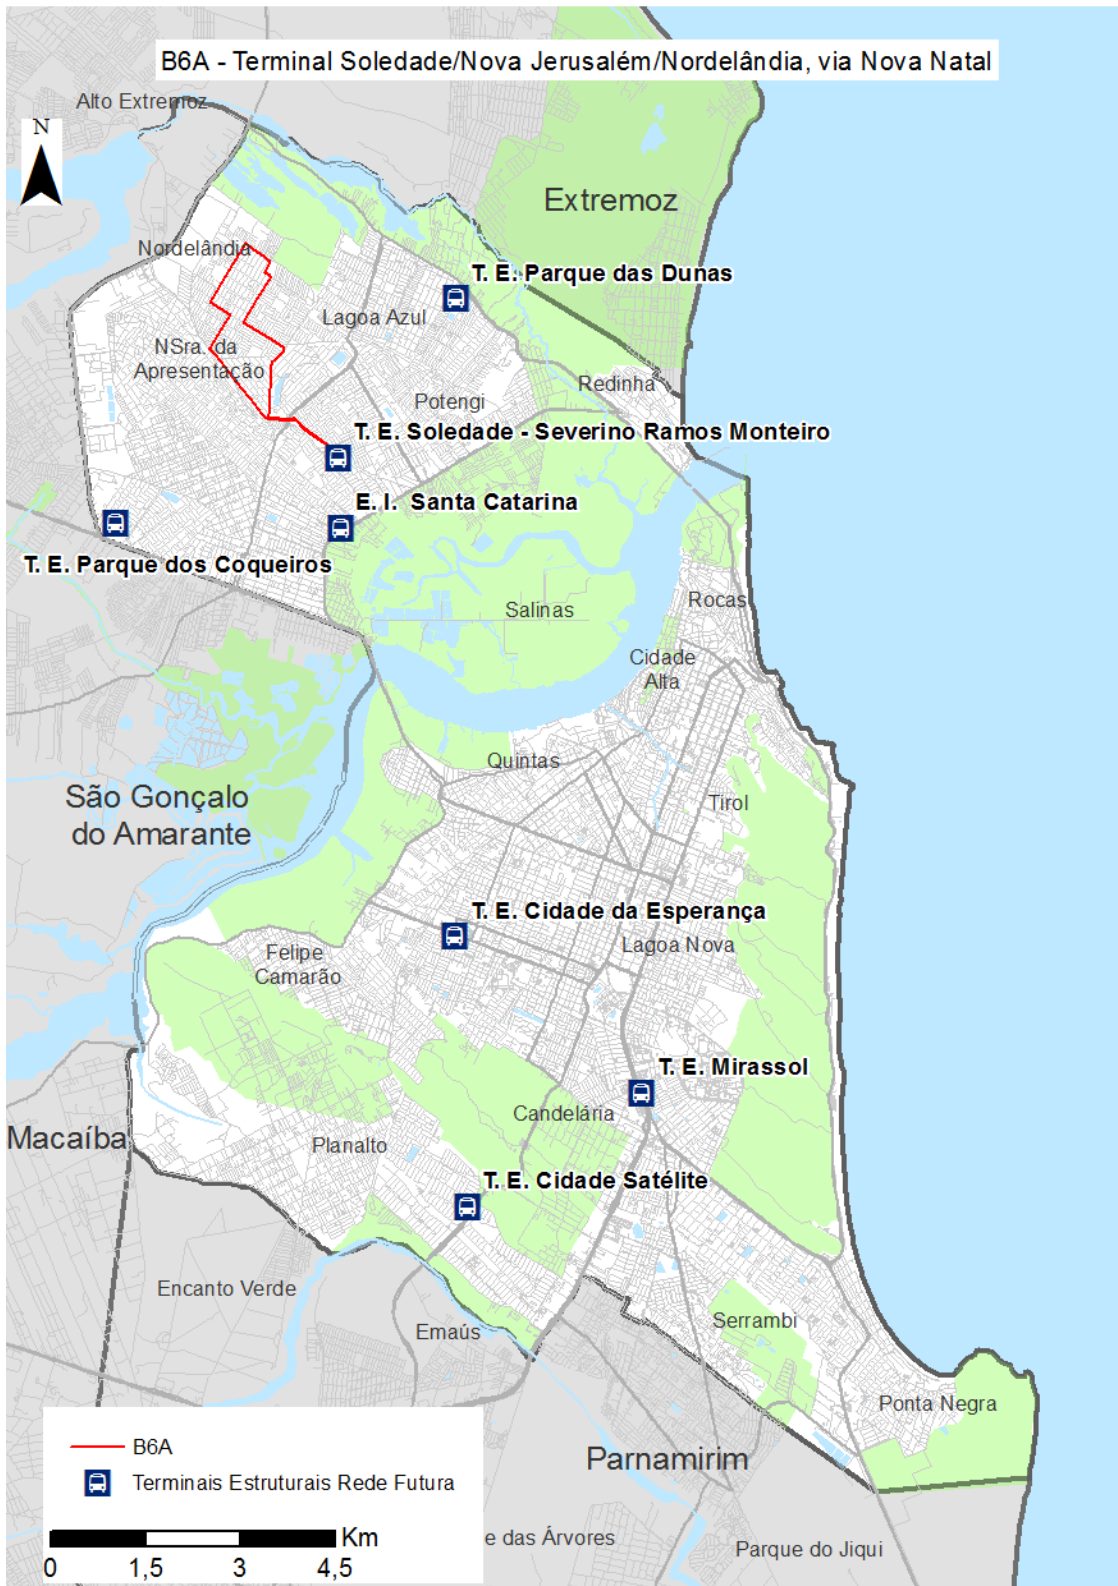 B6A - Terminal Soledade/Nova Jerusalém/Nordelândia, via Nova Natal
Alto Extremoz
N
Extremoz
Nordelândia
T. E. Parque das Dunas
Lagoa Azul
NSra. da
Apresentação
Redinha
Potengi
T. E. Soledade - Severino Ramos Monteiro
E. I. Santa Catarina
T. E. Parque dos Coqueiros
Salinas
Rocas
Cidade
Alta
Quintas
São Gonçalo
do Amarante
Tirol
T. E. Cidade da Esperança
Lagoa Nova
Felipe
Camarão
T. E. Mirassol
Candelária
Macaíba
Planalto
T. E. Cidade Satélite
Encanto Verde
Emaús
Serrambi
Ponta Negra
B6A
Parnamirim
Terminais Estruturais Rede Futura
Km
e das Árvores
Parque do Jiqui
0 1,5 3 4,5